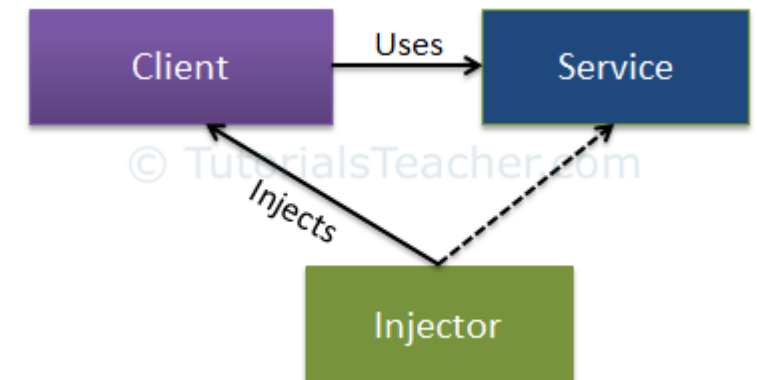 Client
Uses
Service
© TutorialsTeacher.com
Injects
Injector